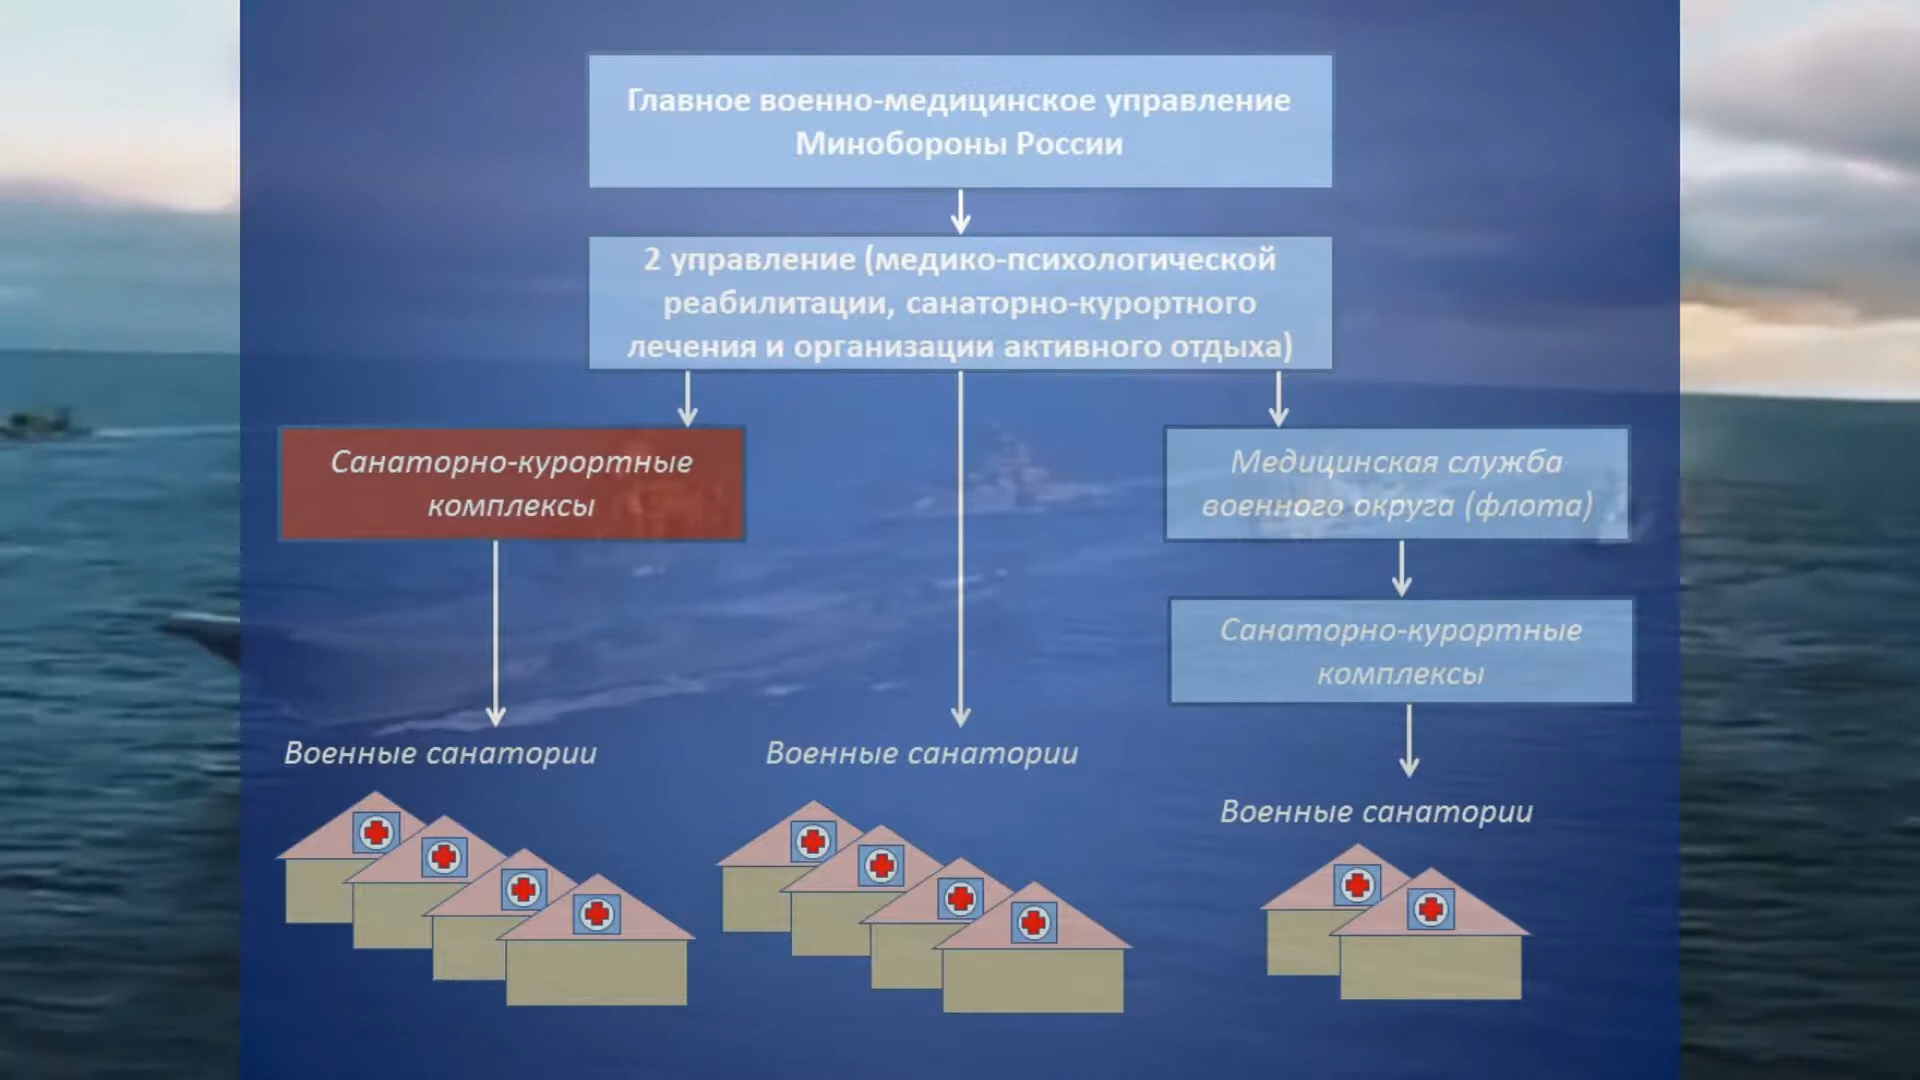 Главное военно-медицинское управление
Минобороны России
2 управление (медико-психологической
реабилитации, санаторно-курортного
лечения и организации активного отдыха)
Санаторно-курортные
комплексы
Медицинская служба
военного округа (флота)
Санаторно-курортные
комплексы
Военные санатории
Военные санатории
Военные санатории